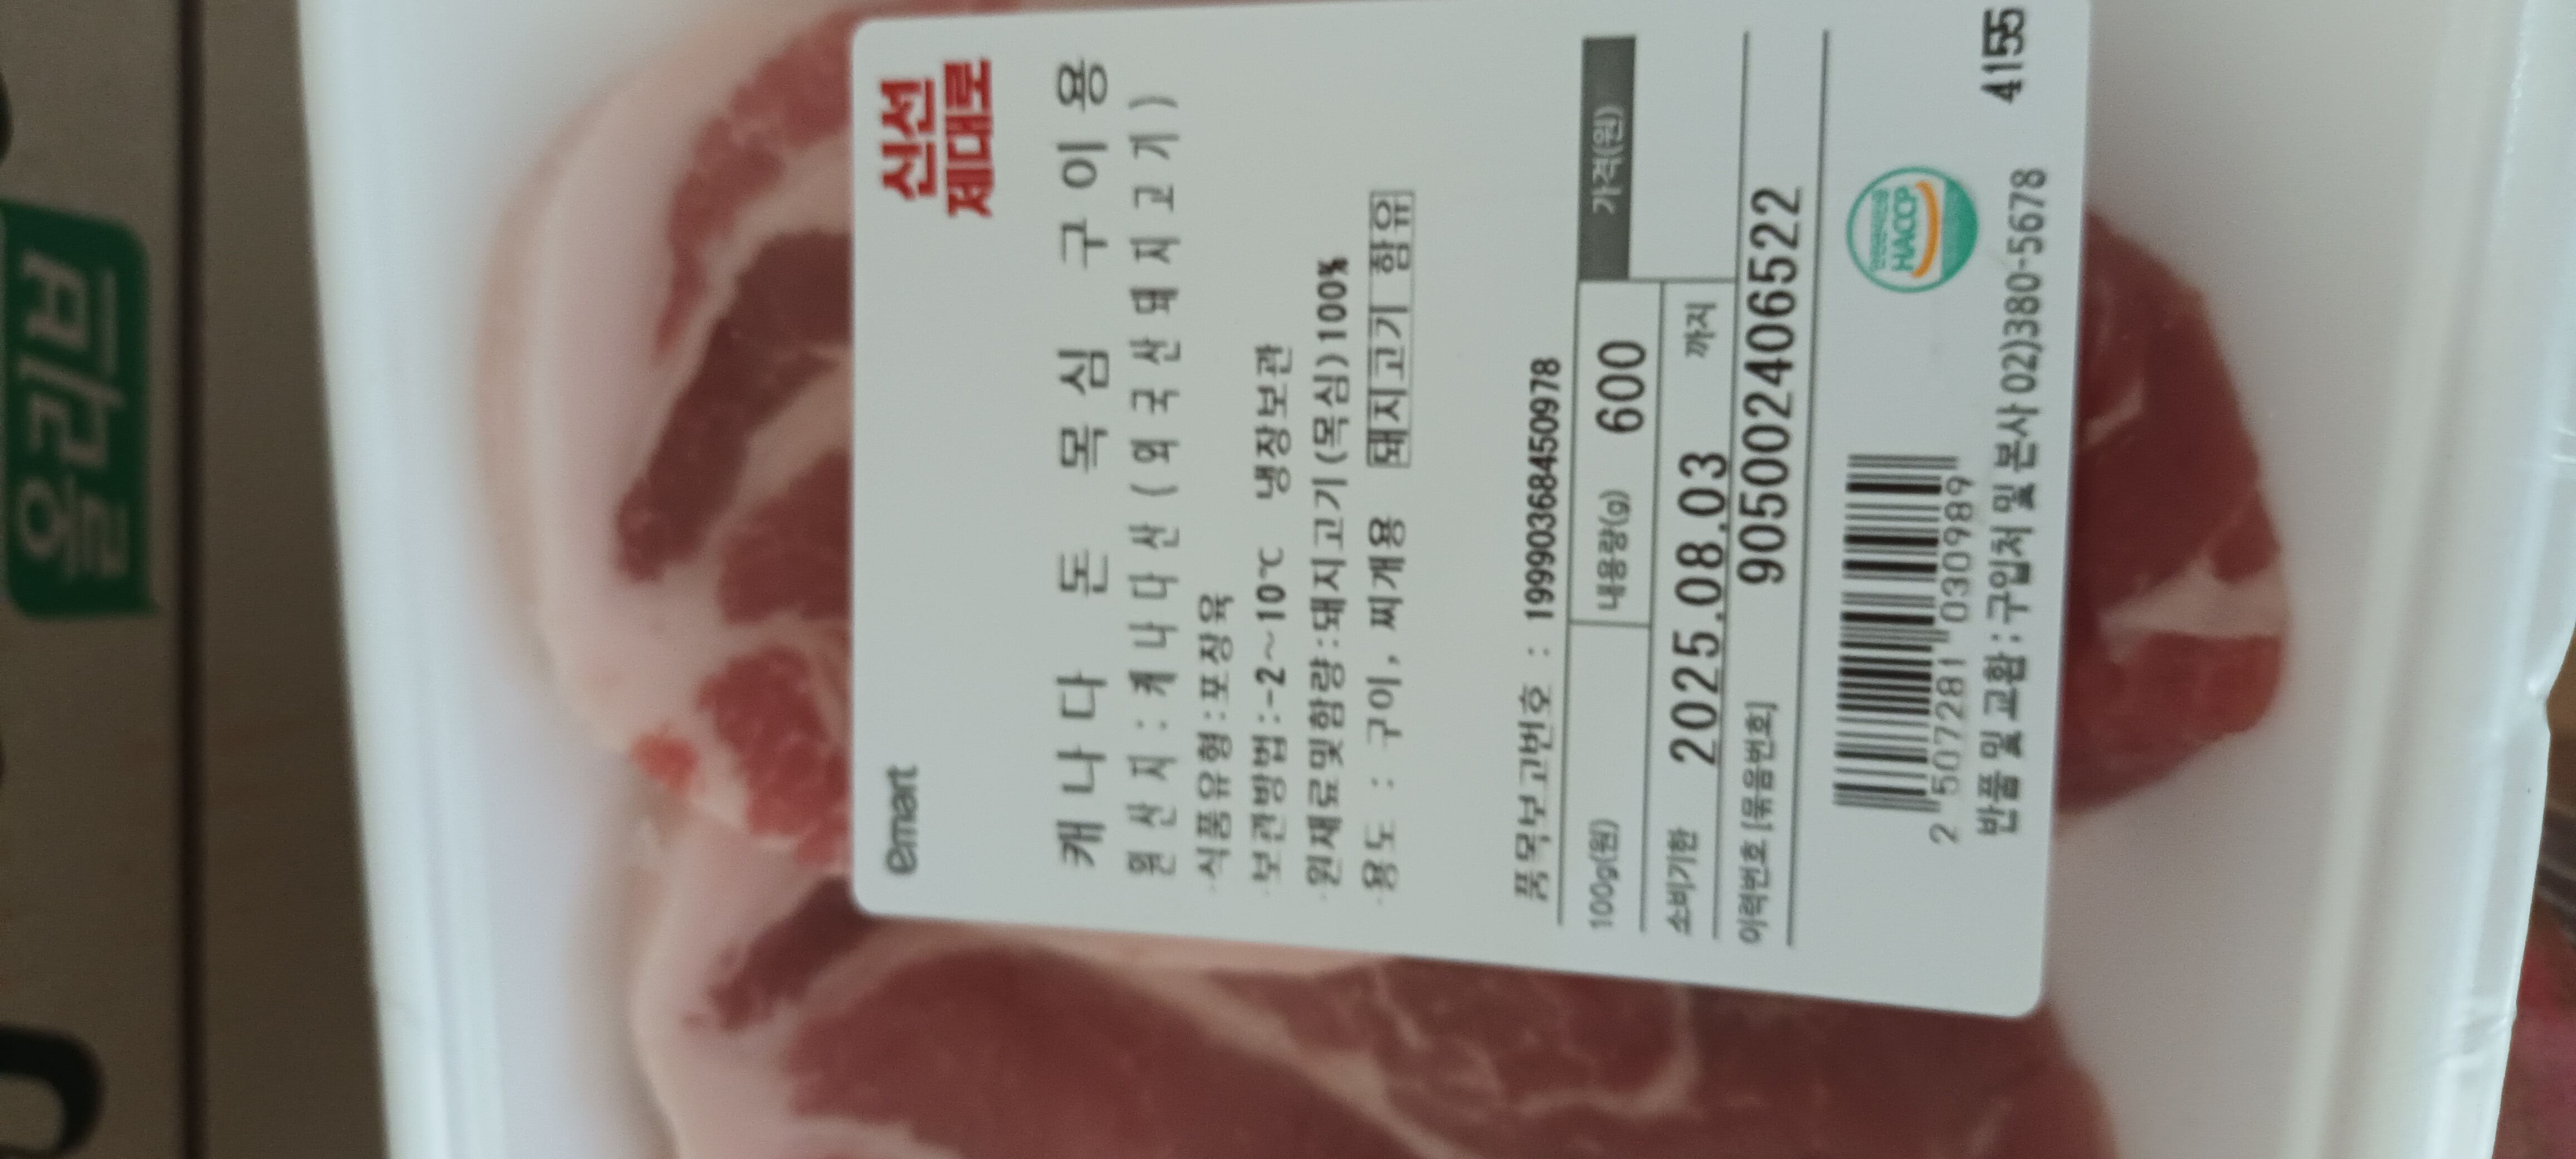 올리브
emart
신선
제대로
캐나다 돈 목심 구이용
원산지:캐나다산(외국산돼지고기)
·식품유형:포장육
·보관방법:-2~10℃ 냉장보관
·원재료및함량:돼지고기(목심)100%
·용도 : 구이, 찌개용 돼지고기 함유
품목보고번호 : 1999036845O978
100g(원) 내용량(g) 600 가격(원)
소비기한 2025.08.03 까지
이력번호[묶음번호] 905002406522
HACCP
2 507281 030989
반품 및 교환 : 구입처 및 본사 02)380-5678 4155